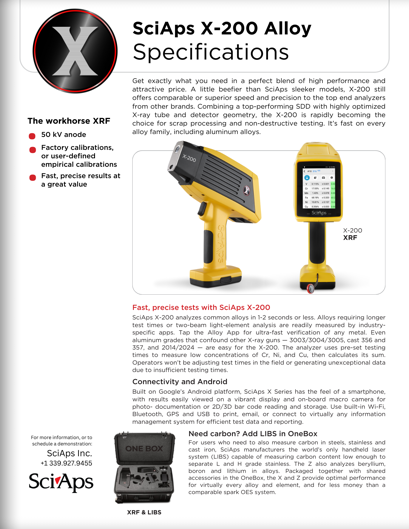 X
SciAps X-200 Alloy
Specifications
Get exactly what you need in a perfect blend of high performance and
attractive price. A little beefier than SciAps sleeker models, X-200 still
offers comparable or superior speed and precision to the top end analyzers
from other brands. Combining a top-performing SDD with highly optimized
X-ray tube and detector geometry, the X-200 is rapidly becoming the
choice for scrap processing and non-destructive testing. It's fast on every
alloy family, including aluminum alloys.
The workhorse XRF
50 kV anode
Factory calibrations,
or user-defined
empirical calibrations
Fast, precise results at
a great value
X-200
SciAps
X-200
XRF
Fast, precise tests with SciAps X-200
SciAps X-200 analyzes common alloys in 1-2 seconds or less. Alloys requiring longer
test times or two-beam light-element analysis are readily measured by industry-
specific apps. Tap the Alloy App for ultra-fast verification of any metal. Even
aluminum grades that confound other X-ray guns — 3003/3004/3005, cast 356 and
357, and 2014/2024 — are easy for the X-200. The analyzer uses pre-set testing
times to measure low concentrations of Cr, Ni, and Cu, then calculates its sum.
Operators won't be adjusting test times in the field or generating unexceptional data
due to insufficient testing times.
Connectivity and Android
Built on Google's Android platform, SciAps X Series has the feel of a smartphone,
with results easily viewed on a vibrant display and on-board macro camera for
photo- documentation or 2D/3D bar code reading and storage. Use built-in Wi-Fi,
Bluetooth, GPS and USB to print, email, or connect to virtually any information
management system for efficient test data and reporting.
Need carbon? Add LIBS in OneBox
For users who need to also measure carbon in steels, stainless and
cast iron, SciAps manufactures the world's only handheld laser
system (LIBS) capable of measuring carbon content low enough to
separate L and H grade stainless. The Z also analyzes beryllium,
boron and lithium in alloys. Packaged together with shared
accessories in the OneBox, the X and Z provide optimal performance
for virtually every alloy and element, and for less money than a
comparable spark OES system.
For more information, or to
schedule a demonstration:
SciAps Inc.
+1 339.927.9455
SciAps
ONE BOX
XRF & LIBS